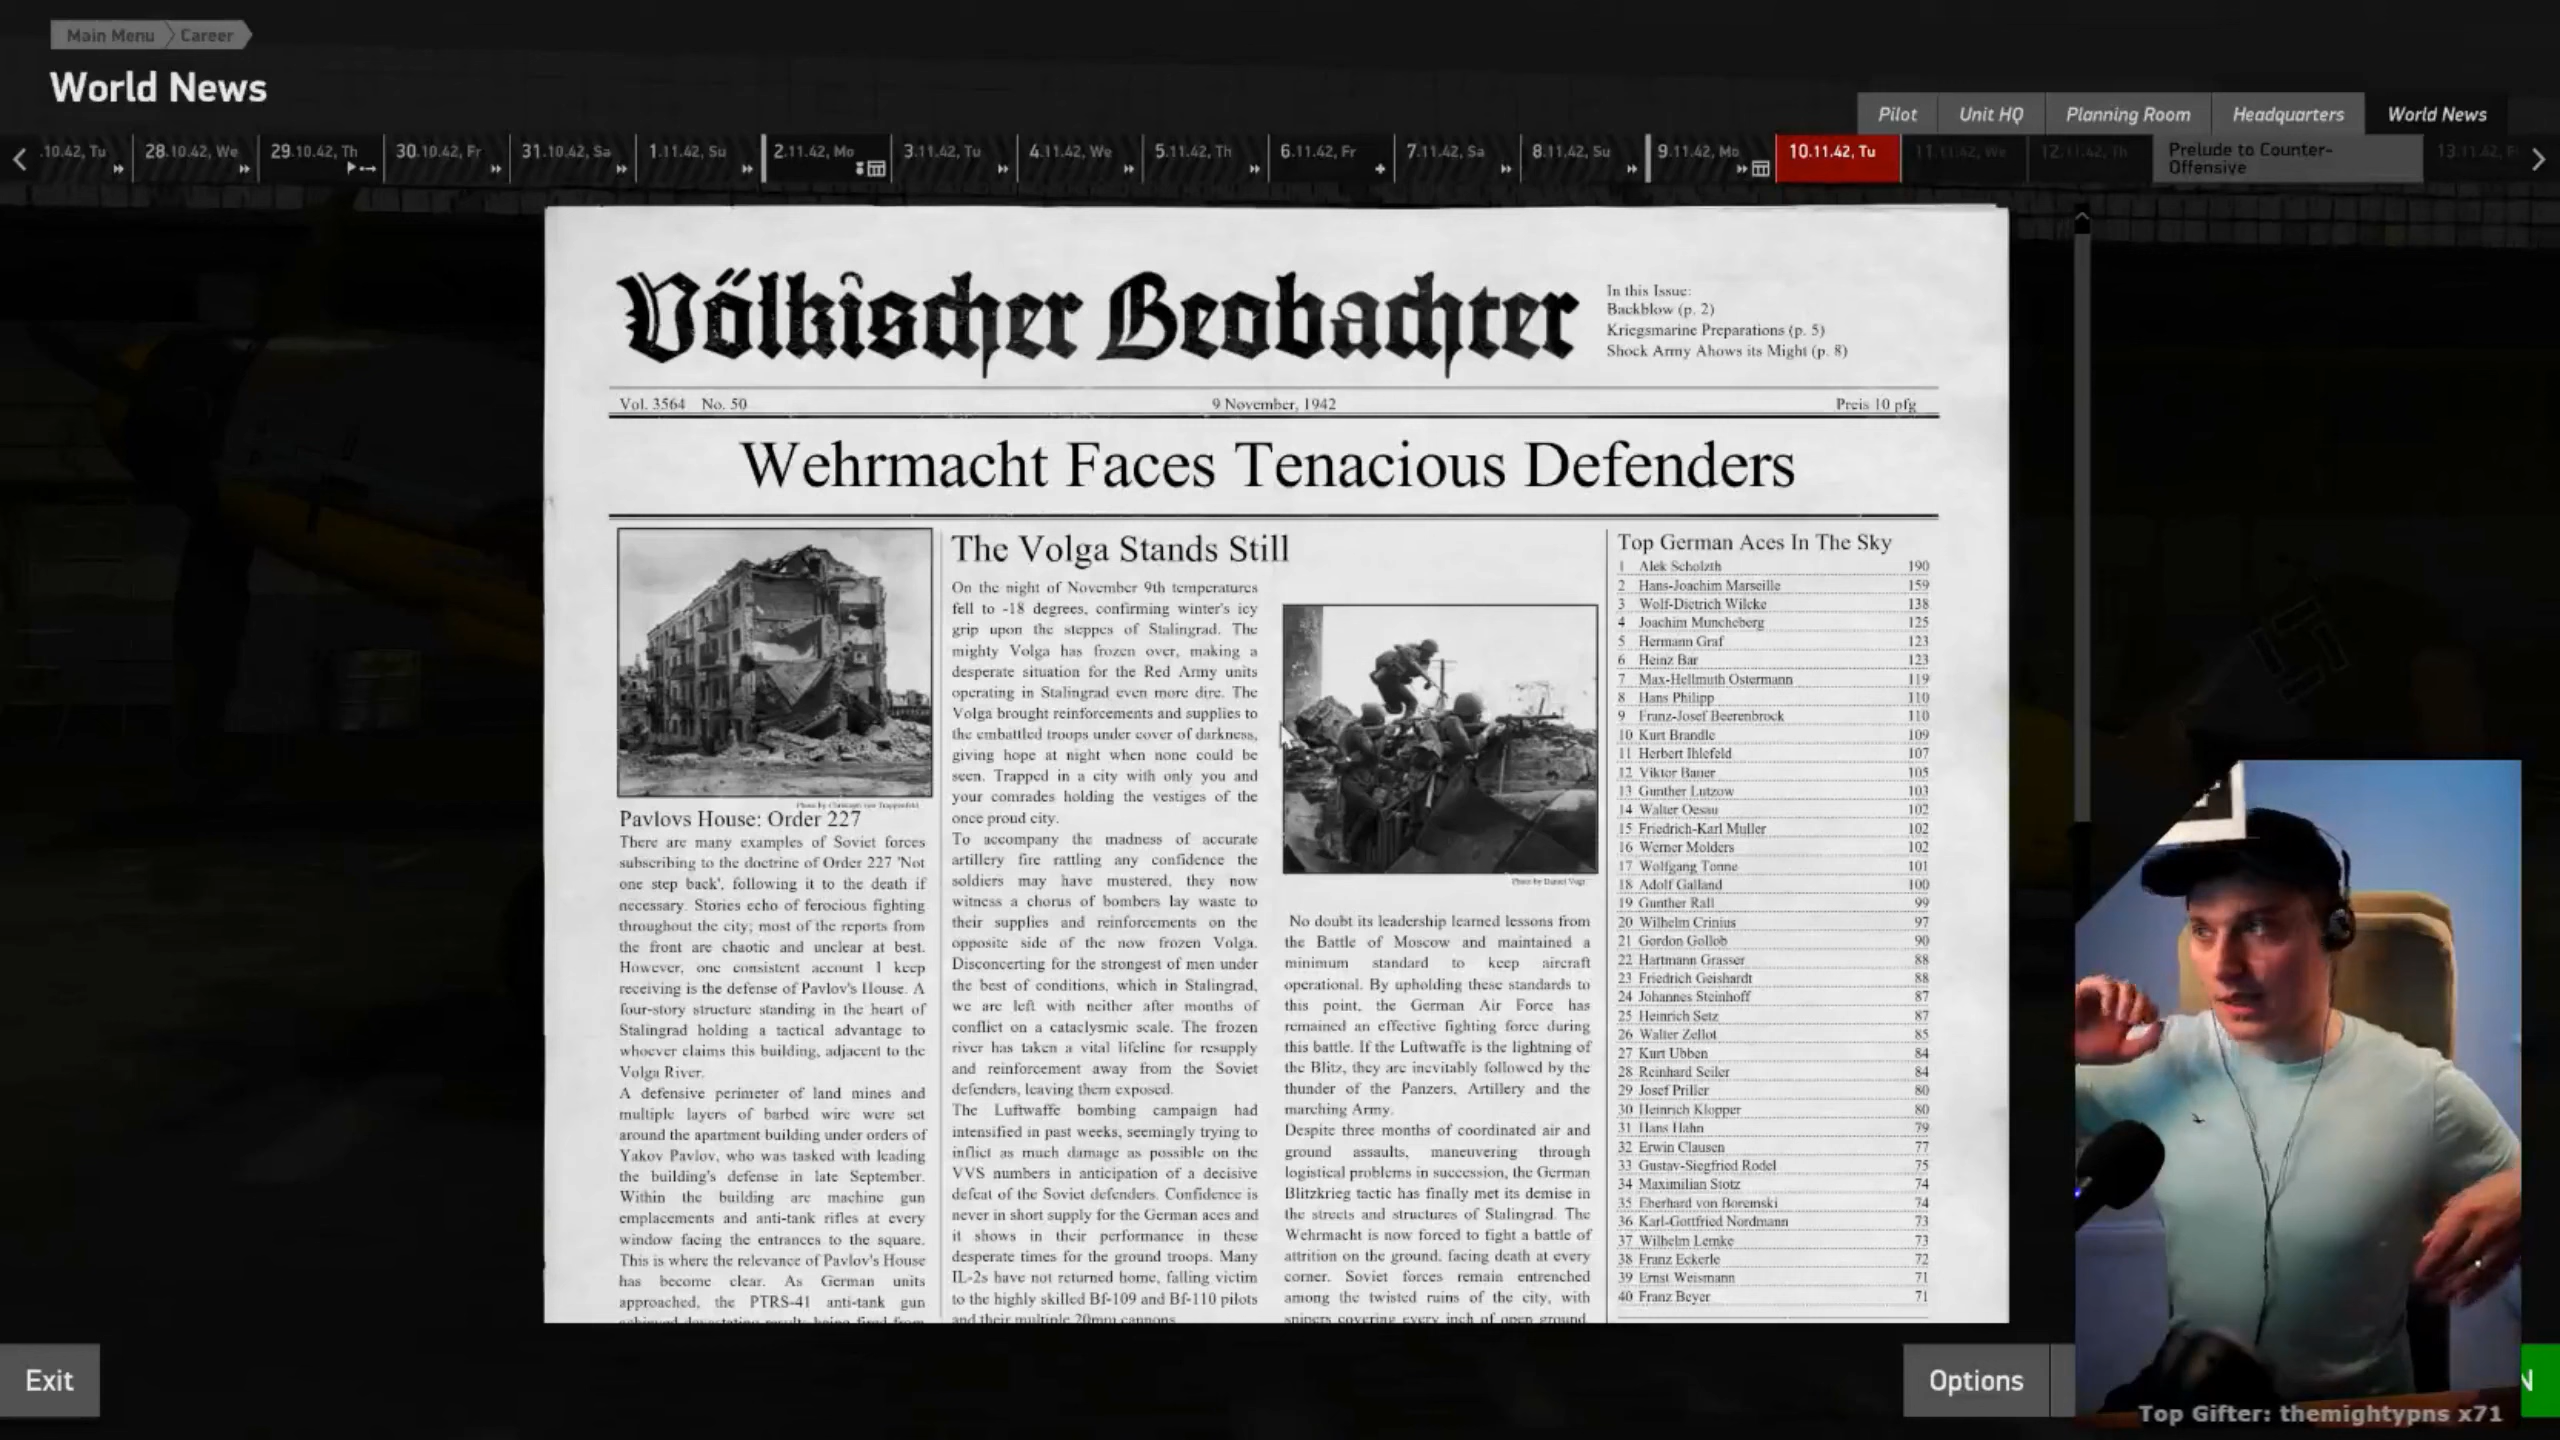 Main Menu
Career
World News
Pilot
Unit HQ
Planning Room
Headquarters
World News
.10.42, Tu
28.10.42, We
29.10.42, Th
30.10.42, Fr
31.10.42, Sa
1.11.42, Su
2.11.42, Mo
3.11.42, Tu
4.11.42, We
5.11.42, Th
6.11.42, Fr
7.11.42, Sa
8.11.42, Su
9.11.42, Mo
10.11.42, Tu
11.11.42, We
12.11.42, Th
Prelude to Counter-
Offensive
13.11.42,
Völkischer Beobachter
In this Issue:
Backblow (p. 2)
Kriegsmarine Preparations (p. 5)
Shock Army Ahows its Might (p. 8)
Vol. 3564 No. 50
9 November, 1942
Preis 10 pfg
Wehrmacht Faces Tenacious Defenders
Pavlovs House: Order 227
There are many examples of Soviet forces
subscribing to the doctrine of Order 227 'Not
one step back', following it to the death if
necessary. Stories echo of ferocious fighting
throughout the city; most of the reports from
the front are chaotic and unclear at best.
However, one consistent account I keep
receiving is the defense of Pavlov's House. A
four-story structure standing in the heart of
Stalingrad holding a tactical advantage to
whoever claims this building, adjacent to the
Volga River.
A defensive perimeter of land mines and
multiple layers of barbed wire were set
around the apartment building under orders of
Yakov Pavlov, who was tasked with leading
the building's defense in late September.
Within the building are machine gun
emplacements and anti-tank rifles at every
window facing the entrances to the square.
This is where the relevance of Pavlov's House
has become clear. As German units
approached, the PTRS-41 anti-tank gun
The Volga Stands Still
On the night of November 9th temperatures
fell to -18 degrees, confirming winter's icy
grip upon the steppes of Stalingrad. The
mighty Volga has frozen over, making a
desperate situation for the Red Army units
operating in Stalingrad even more dire. The
Volga brought reinforcements and supplies to
the embattled troops under cover of darkness,
giving hope at night when none could be
seen. Trapped in a city with only you and
your comrades holding the vestiges of the
once proud city.
To accompany the madness of accurate
artillery fire rattling any confidence the
soldiers may have mustered, they now
witness a chorus of bombers lay waste to
their supplies and reinforcements on the
opposite side of the now frozen Volga.
Disconcerting for the strongest of men under
the best of conditions, which in Stalingrad,
we are left with neither after months of
conflict on a cataclysmic scale. The frozen
river has taken a vital lifeline for resupply
and reinforcement away from the Soviet
defenders, leaving them exposed.
The Luftwaffe bombing campaign had
intensified in past weeks, seemingly trying to
inflict as much damage as possible on the
VVS numbers in anticipation of a decisive
defeat of the Soviet defenders. Confidence is
never in short supply for the German aces and
it shows in their performance in these
desperate times for the ground troops. Many
IL-2s have not returned home, falling victim
to the highly skilled Bf-109 and Bf-110 pilots
and their multiple 20mm cannons.
Photo by Daniel Vogt
No doubt its leadership learned lessons from
the Battle of Moscow and maintained a
minimum standard to keep aircraft
operational. By upholding these standards to
this point, the German Air Force has
remained an effective fighting force during
this battle. If the Luftwaffe is the lightning of
the Blitz, they are inevitably followed by the
thunder of the Panzers, Artillery and the
marching Army.
Despite three months of coordinated air and
ground assaults, maneuvering through
logistical problems in succession, the German
Blitzkrieg tactic has finally met its demise in
the streets and structures of Stalingrad. The
Wehrmacht is now forced to fight a battle of
attrition on the ground, facing death at every
corner. Soviet forces remain entrenched
among the twisted ruins of the city, with
snipers covering every inch of open ground.
Top German Aces In The Sky
1 Alek Scholzth 190
2 Hans-Joachim Marseille 159
3 Wolf-Dietrich Wilcke 138
4 Joachim Muncheberg 125
5 Hermann Graf 123
6 Heinz Bar 123
7 Max-Hellmuth Ostermann 119
8 Hans Philipp 110
9 Franz-Josef Beerenbrock 110
10 Kurt Brandle 109
11 Herbert Ihlefeld 107
12 Viktor Bauer 105
13 Gunther Lutzow 103
14 Walter Oesau 102
15 Friedrich-Karl Muller 102
16 Werner Molders 102
17 Wolfgang Tonne 101
18 Adolf Galland 100
19 Gunther Rall 99
20 Wilhelm Crinius 97
21 Gordon Gollob 90
22 Hartmann Grasser 88
23 Friedrich Geishardt 88
24 Johannes Steinhoff 87
25 Heinrich Setz 87
26 Walter Zellot 85
27 Kurt Ubben 84
28 Reinhard Seiler 84
29 Josef Priller 80
30 Heinrich Klopper 80
31 Hans Hahn 79
32 Erwin Clausen 77
33 Gustav-Siegfried Rodel 75
34 Maximilian Stotz 74
35 Eberhard von Boremski 74
36 Karl-Gottfried Nordmann 73
37 Wilhelm Lemke 73
38 Franz Eckerle 72
39 Ernst Weismann 71
40 Franz Beyer 71
Exit
Options
N
Top Gifter: themightypns x71